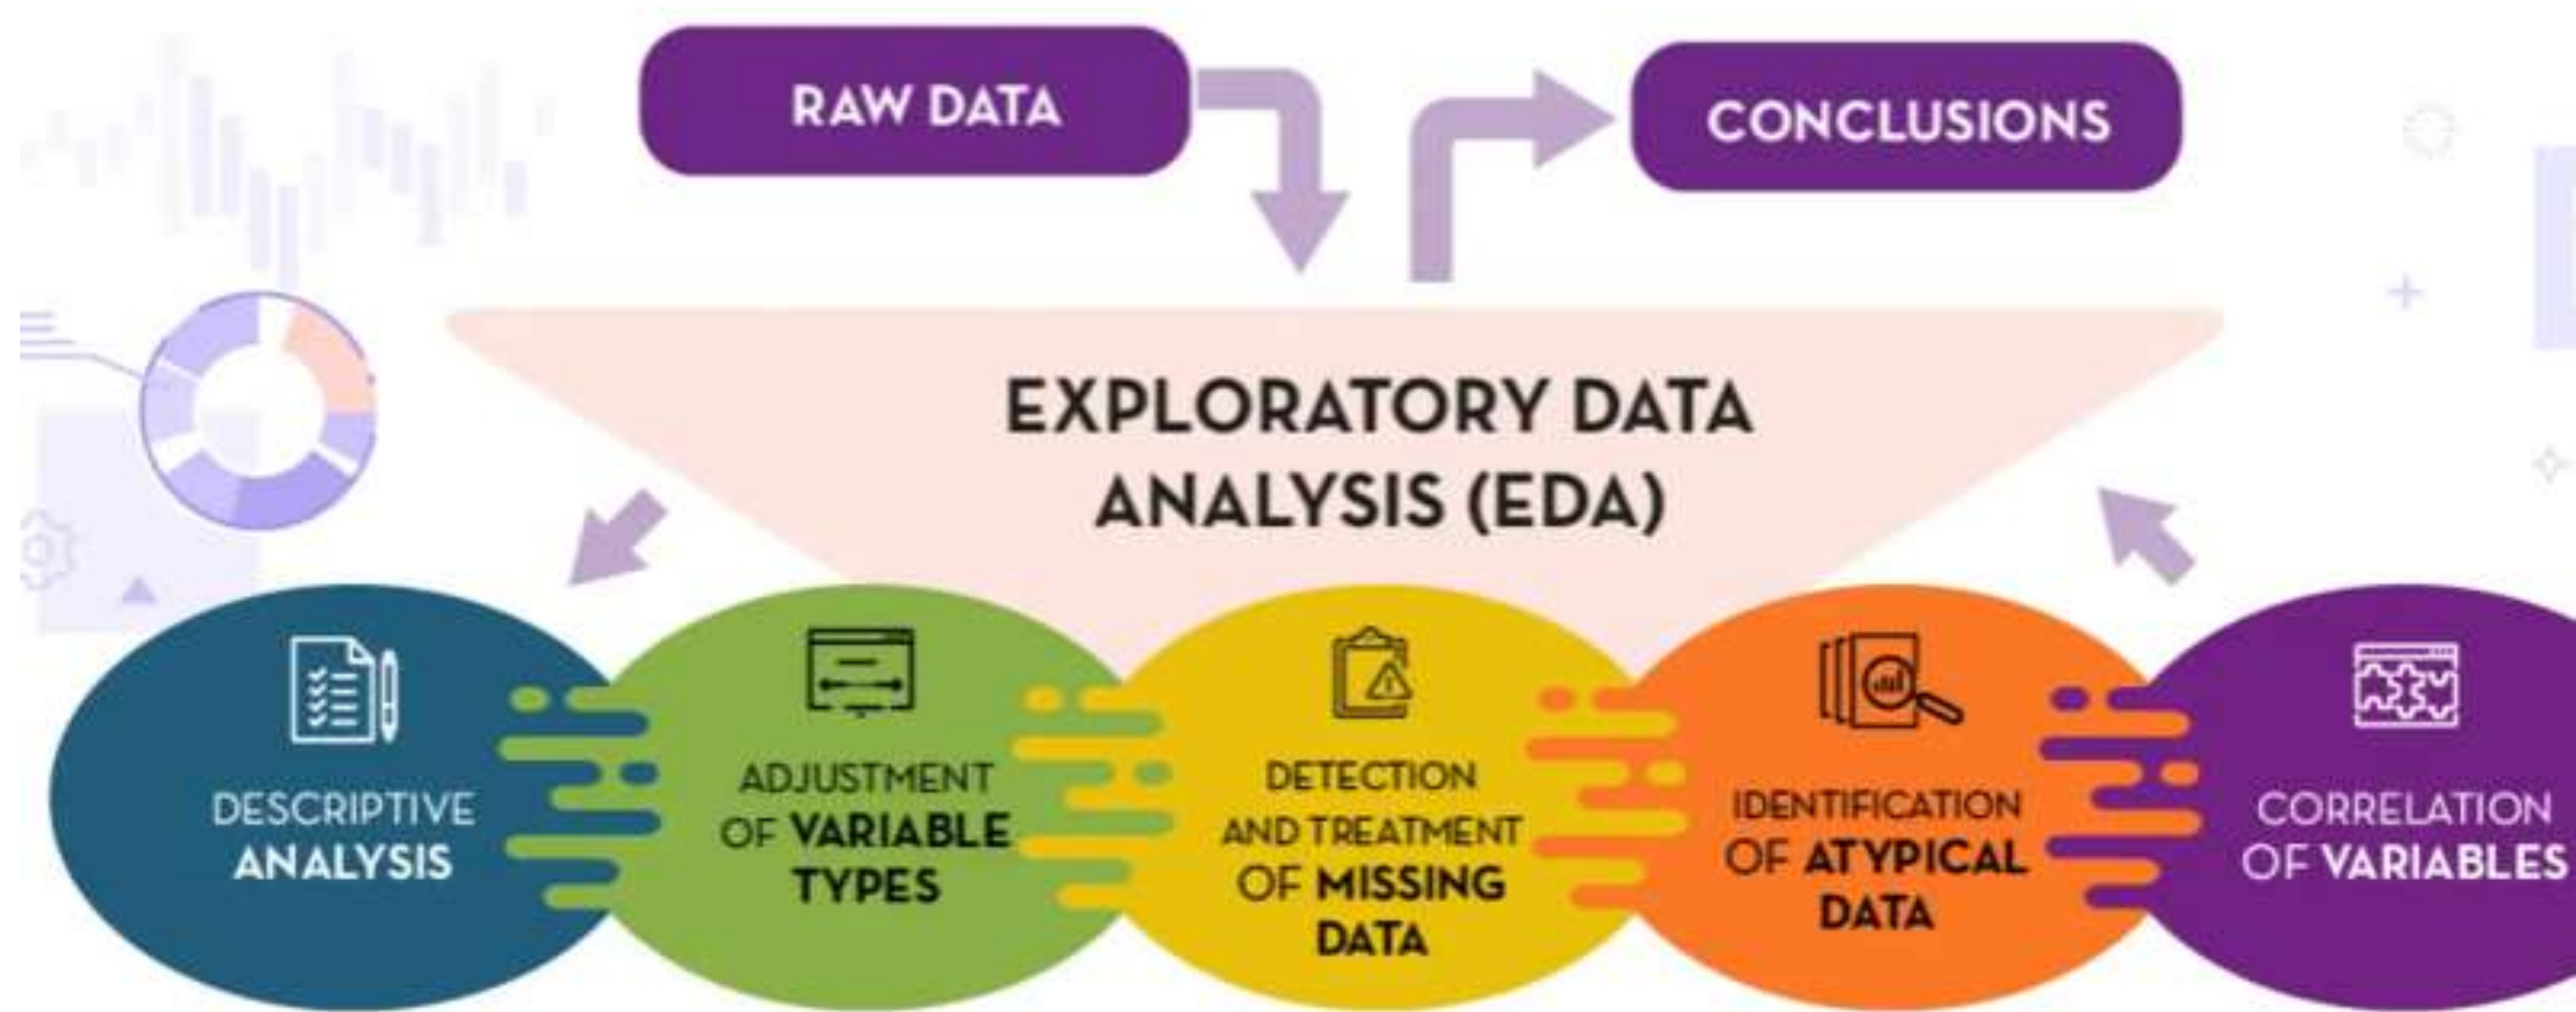 RAW DATA
CONCLUSIONS
EXPLORATORY DATA
ANALYSIS (EDA)
DESCRIPTIVE
ANALYSIS
ADJUSTMENT
OF VARIABLE
TYPES
DETECTION
AND TREATMENT
OF MISSING
DATA
IDENTIFICATION
OF ATYPICAL
DATA
CORRELATION
OF VARIABLES